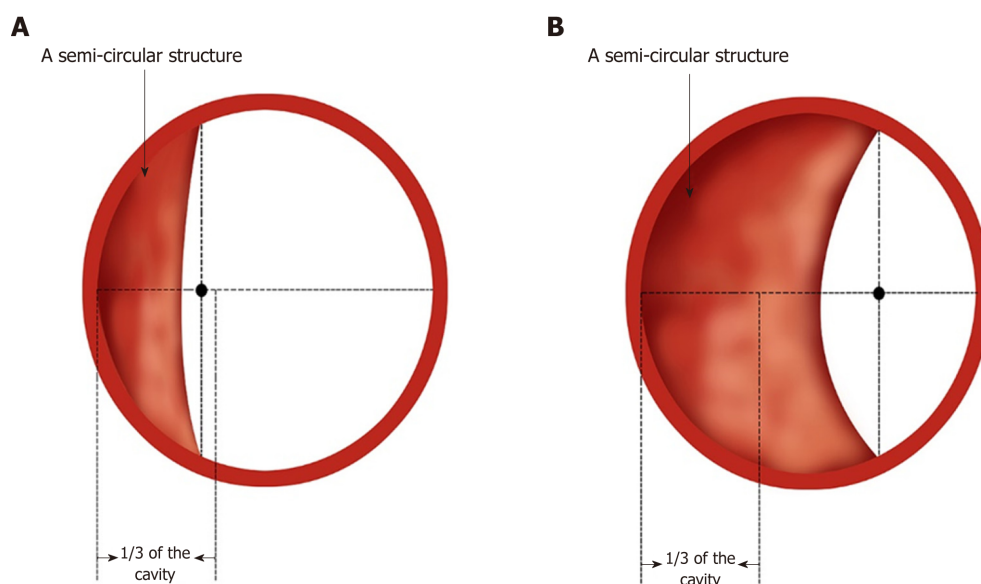 A
A semi-circular structure
1/3 of the
cavity
B
A semi-circular structure
1/3 of the
cavity